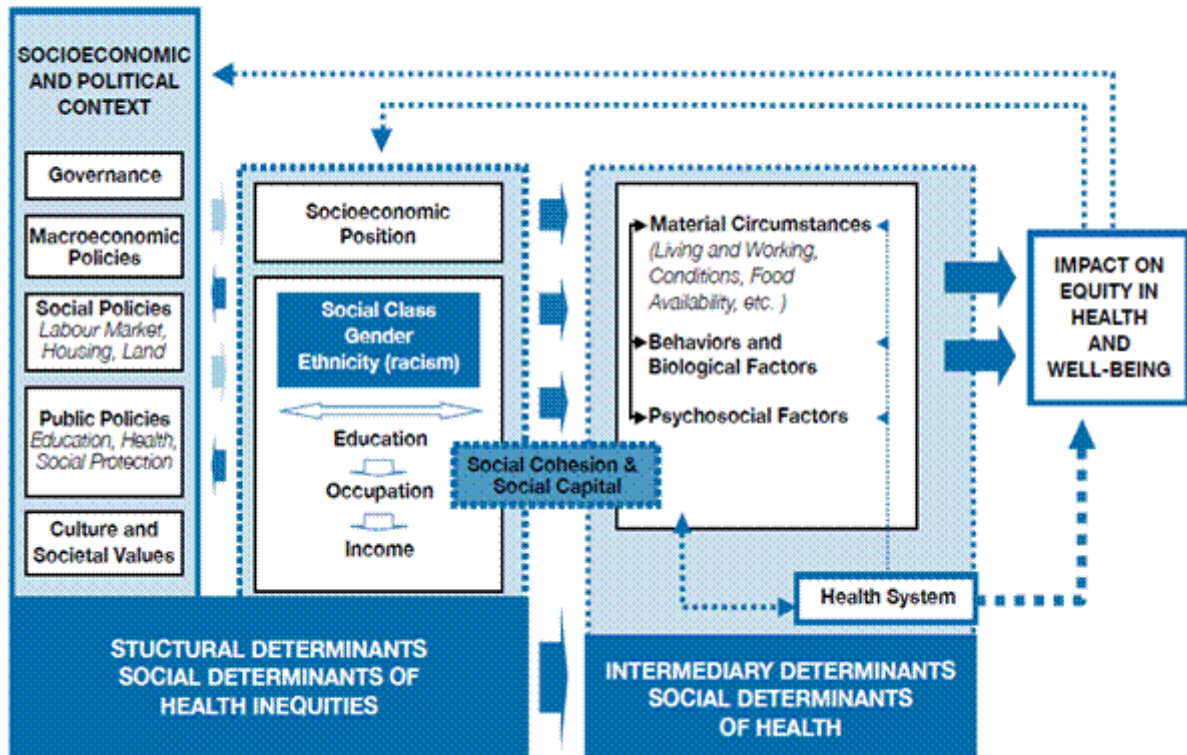 SOCIOECONOMIC
AND POLITICAL
CONTEXT
Governance
Macroeconomic
Policies
Social Policies
Labour Market,
Housing, Land
Public Policies
Education, Health,
Social Protection
Culture and
Societal Values
Socioeconomic
Position
Social Class
Gender
Ethnicity (racism)
Education
Occupation
Income
Social Cohesion &
Social Capital
Material Circumstances
(Living and Working,
Conditions, Food
Availability, etc. )
Behaviors and
Biological Factors
Psychosocial Factors
Health System
IMPACT ON
EQUITY IN
HEALTH
AND
WELL-BEING
STUCTURAL DETERMINANTS
SOCIAL DETERMINANTS OF
HEALTH INEQUITIES
INTERMEDIARY DETERMINANTS
SOCIAL DETERMINANTS
OF HEALTH